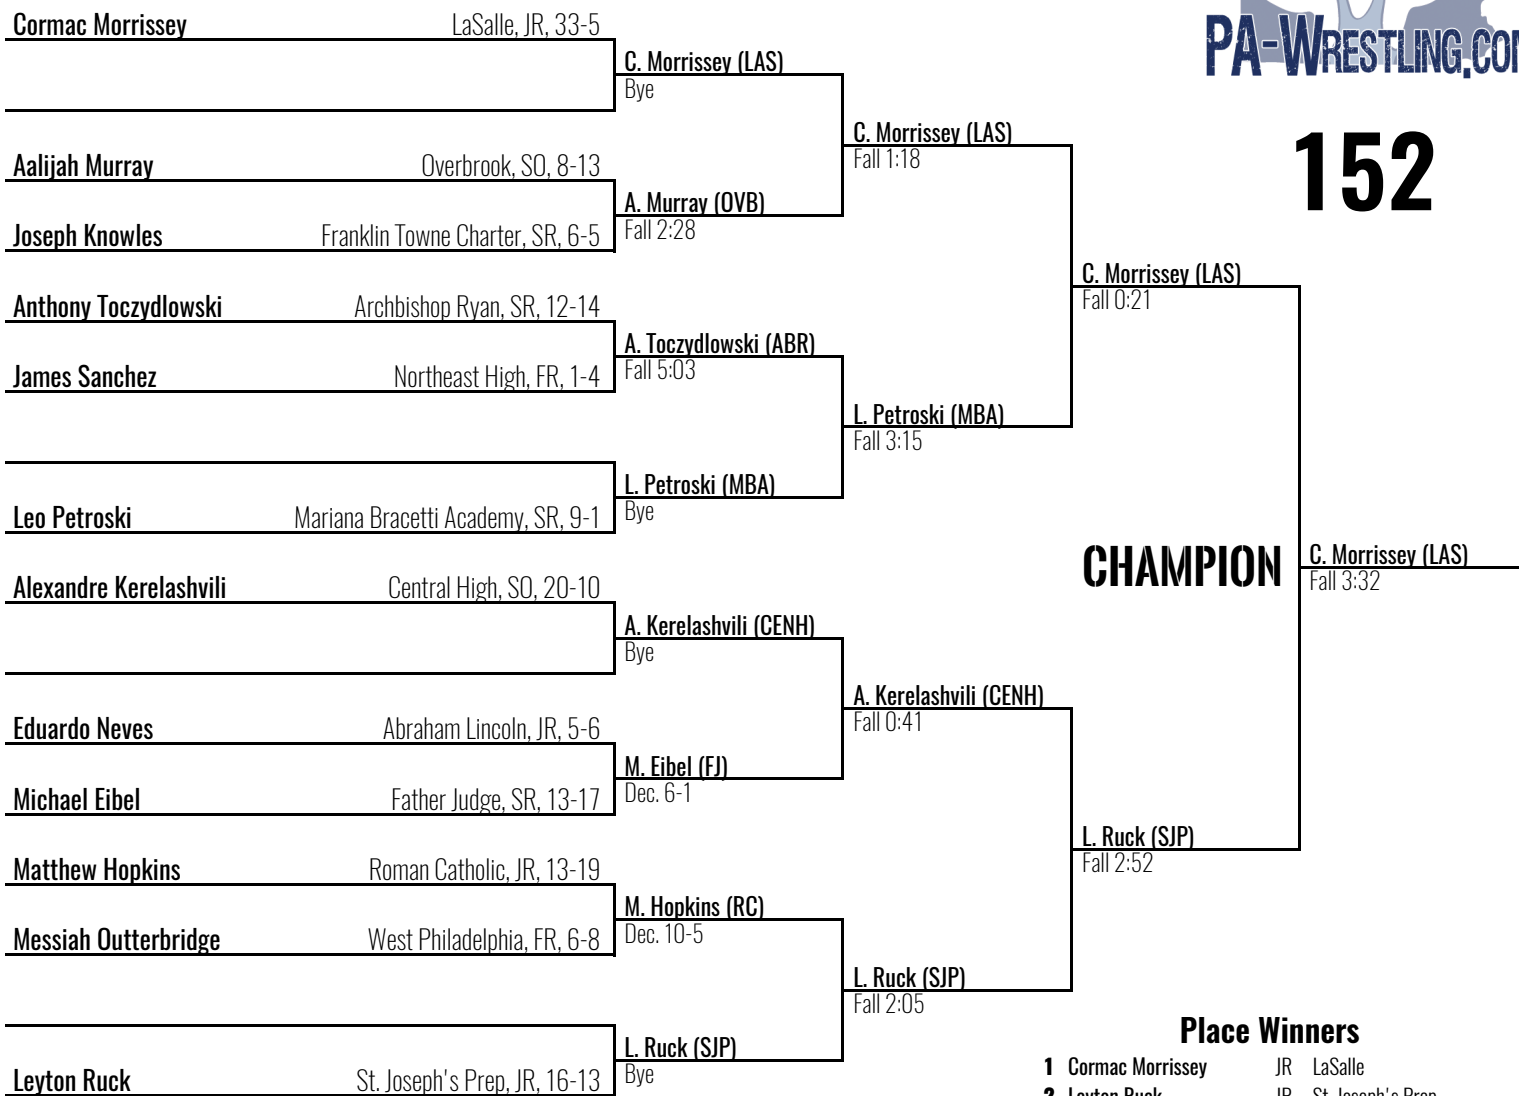 Cormac Morrissey LaSalle, JR, 33-5
PA-WRESTLING.CO
C. Morrissey (LAS)
Bye
152
C. Morrissey (LAS)
Fall 1:18
Aalijah Murray Overbrook, SO, 8-13
A. Murray (OVB)
Fall 2:28
Joseph Knowles Franklin Towne Charter, SR, 6-5
C. Morrissey (LAS)
Fall 0:21
Anthony Toczydlowski Archbishop Ryan, SR, 12-14
A. Toczydlowski (ABR)
Fall 5:03
James Sanchez Northeast High, FR, 1-4
L. Petroski (MBA)
Fall 3:15
L. Petroski (MBA)
Bye
Leo Petroski Mariana Bracetti Academy, SR, 9-1
CHAMPION
C. Morrissey (LAS)
Fall 3:32
Alexandre Kerelashvili Central High, SO, 20-10
A. Kerelashvili (CENH)
Bye
A. Kerelashvili (CENH)
Fall 0:41
Eduardo Neves Abraham Lincoln, JR, 5-6
M. Eibel (FJ)
Dec. 6-1
Michael Eibel Father Judge, SR, 13-17
L. Ruck (SJP)
Fall 2:52
Matthew Hopkins Roman Catholic, JR, 13-19
M. Hopkins (RC)
Dec. 10-5
Messiah Outterbridge West Philadelphia, FR, 6-8
L. Ruck (SJP)
Fall 2:05
L. Ruck (SJP)
Bye
Leyton Ruck St. Joseph's Prep, JR, 16-13
Place Winners
1 Cormac Morrissey JR LaSalle
2 Leyton Ruck JR St. Joseph's Prep